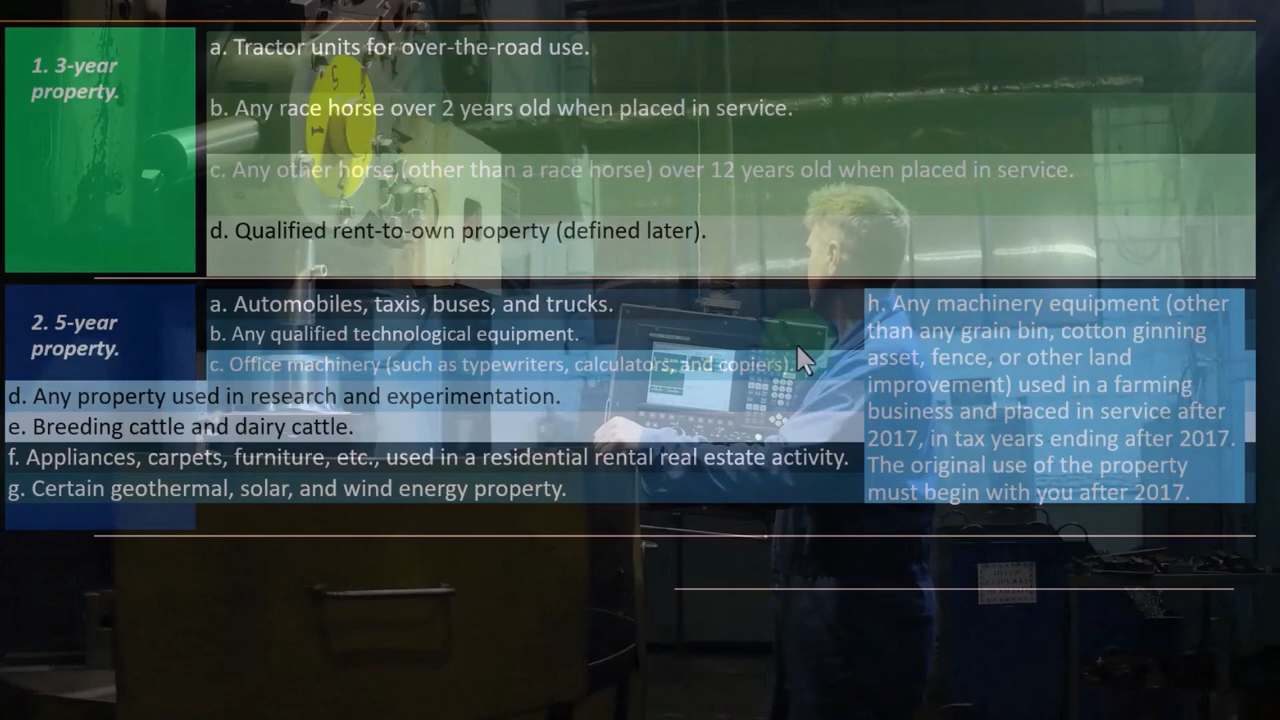 1. 3-year
property.
a. Tractor units for over-the-road use.
b. Any race horse over 2 years old when placed in service.
c. Any other horse (other than a race horse) over 12 years old when placed in service.
d. Qualified rent-to-own property (defined later).
2. 5-year
property.
a. Automobiles, taxis, buses, and trucks.
b. Any qualified technological equipment.
c. Office machinery (such as typewriters, calculators, and copiers).
d. Any property used in research and experimentation.
e. Breeding cattle and dairy cattle.
f. Appliances, carpets, furniture, etc., used in a residential rental real estate activity.
g. Certain geothermal, solar, and wind energy property.
h. Any machinery equipment (other
than any grain bin, cotton ginning
asset, fence, or other land
improvement) used in a farming
business and placed in service after
2017, in tax years ending after 2017.
The original use of the property
must begin with you after 2017.